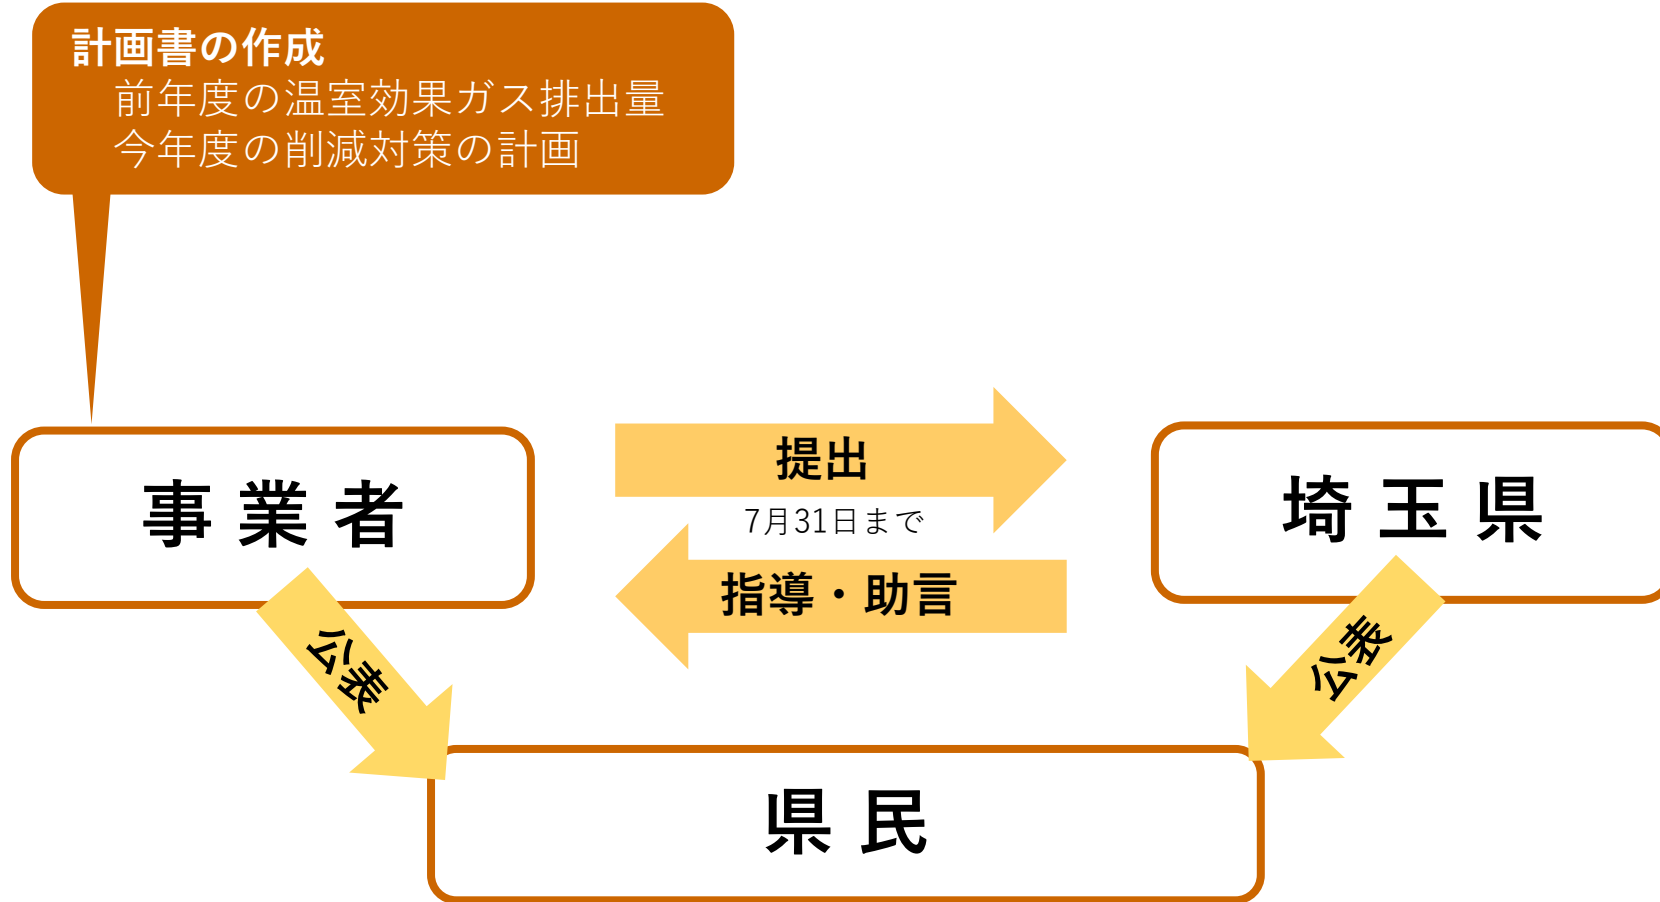 計画書の作成
前年度の温室効果ガス排出量
今年度の削減対策の計画
事業者
提出
7月31日まで
指導・助言
埼玉県
公表
公表
県民